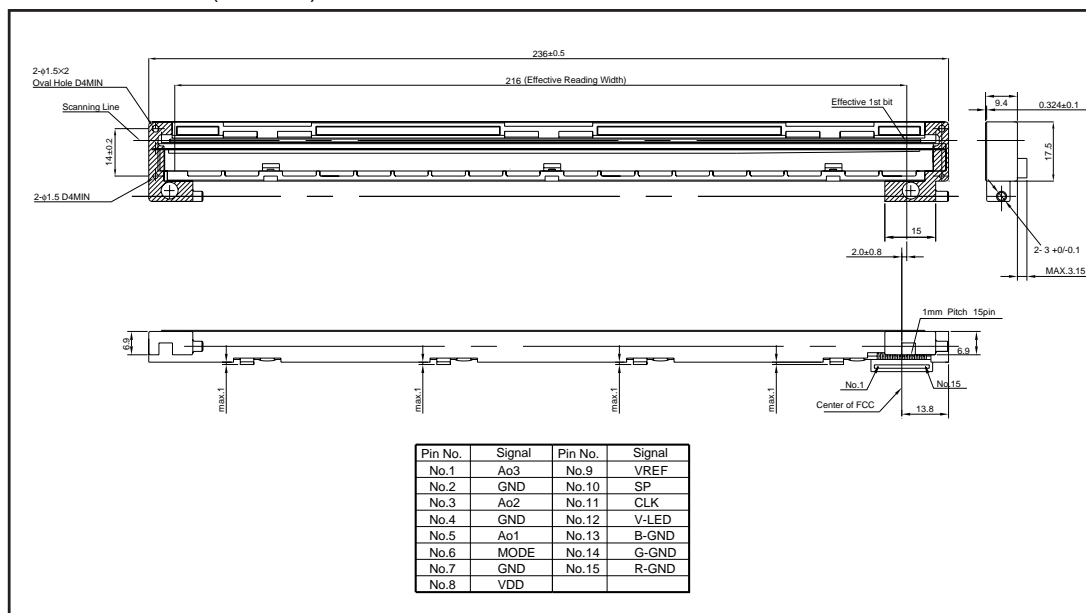 236±0.5
2-φ1.5×2
Oval Hole D4MIN
216 (Effective Reading Width)
Effective 1st bit
9.4
0.324±0.1
Scanning Line
14±0.2
17.5
2-φ1.5 D4MIN
15
2- 3 +0/-0.1
2.0±0.8
MAX.3.15
1mm Pitch 15pin
6.9
6.9
max.1
max.1
max.1
max.1
No.1
No.15
Center of FCC
13.8
Pin No. Signal Pin No. Signal
No.1 Ao3 No.9 VREF
No.2 GND No.10 SP
No.3 Ao2 No.11 CLK
No.4 GND No.12 V-LED
No.5 Ao1 No.13 B-GND
No.6 MODE No.14 G-GND
No.7 GND No.15 R-GND
No.8 VDD